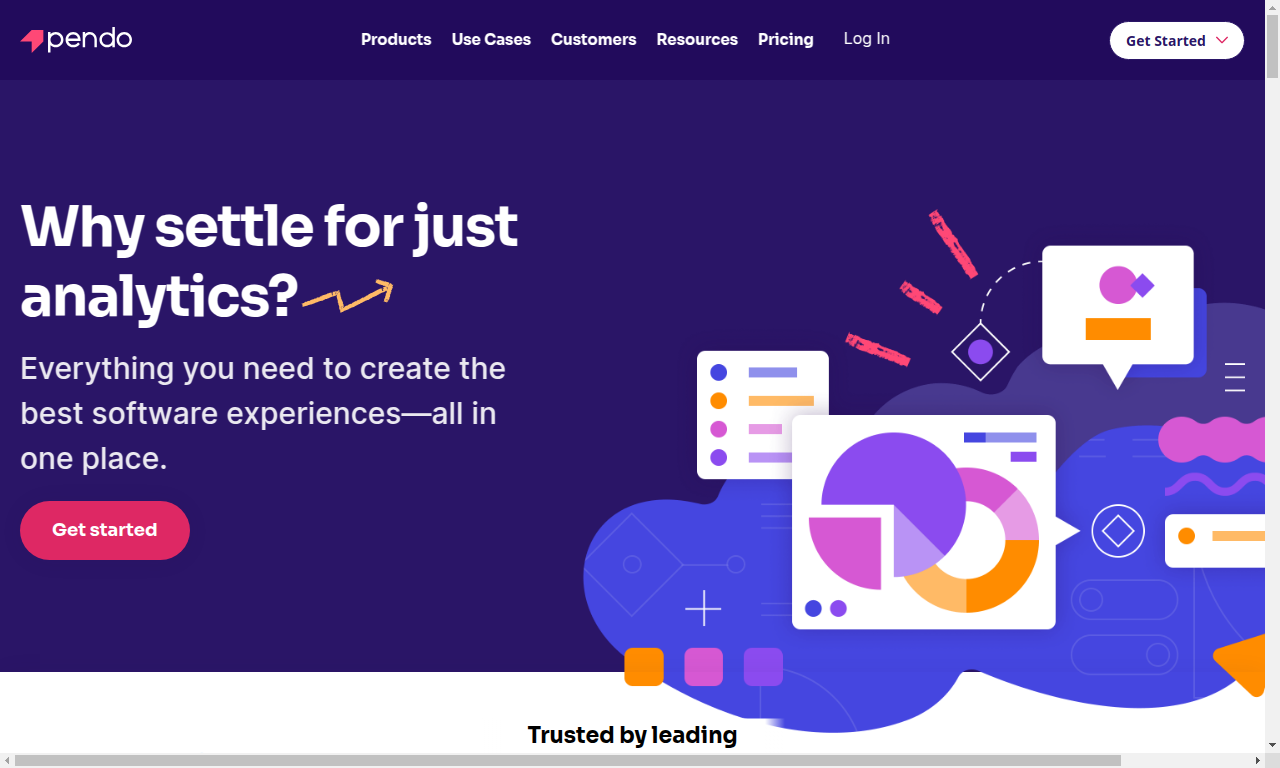 pendo
Products Use Cases Customers Resources Pricing Log In Get Started
Why settle for just
analytics?
Everything you need to create the
best software experiences—all in
one place.
Get started
Trusted by leading